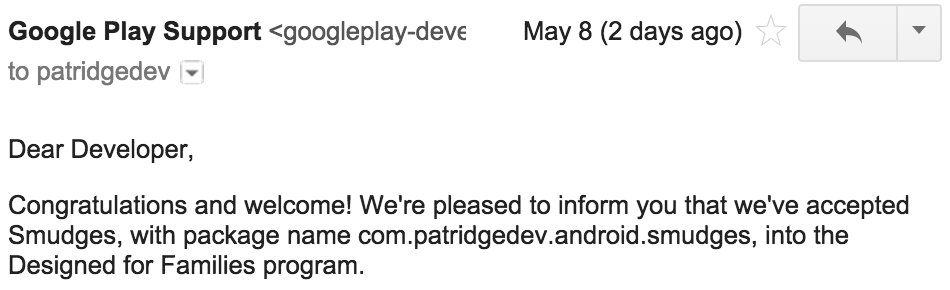 Google Play Support <googleplay-deve May 8 (2 days ago)
to patridgedev
Dear Developer,
Congratulations and welcome! We're pleased to inform you that we've accepted
Smudges, with package name com.patridgedev.android.smudges, into the
Designed for Families program.